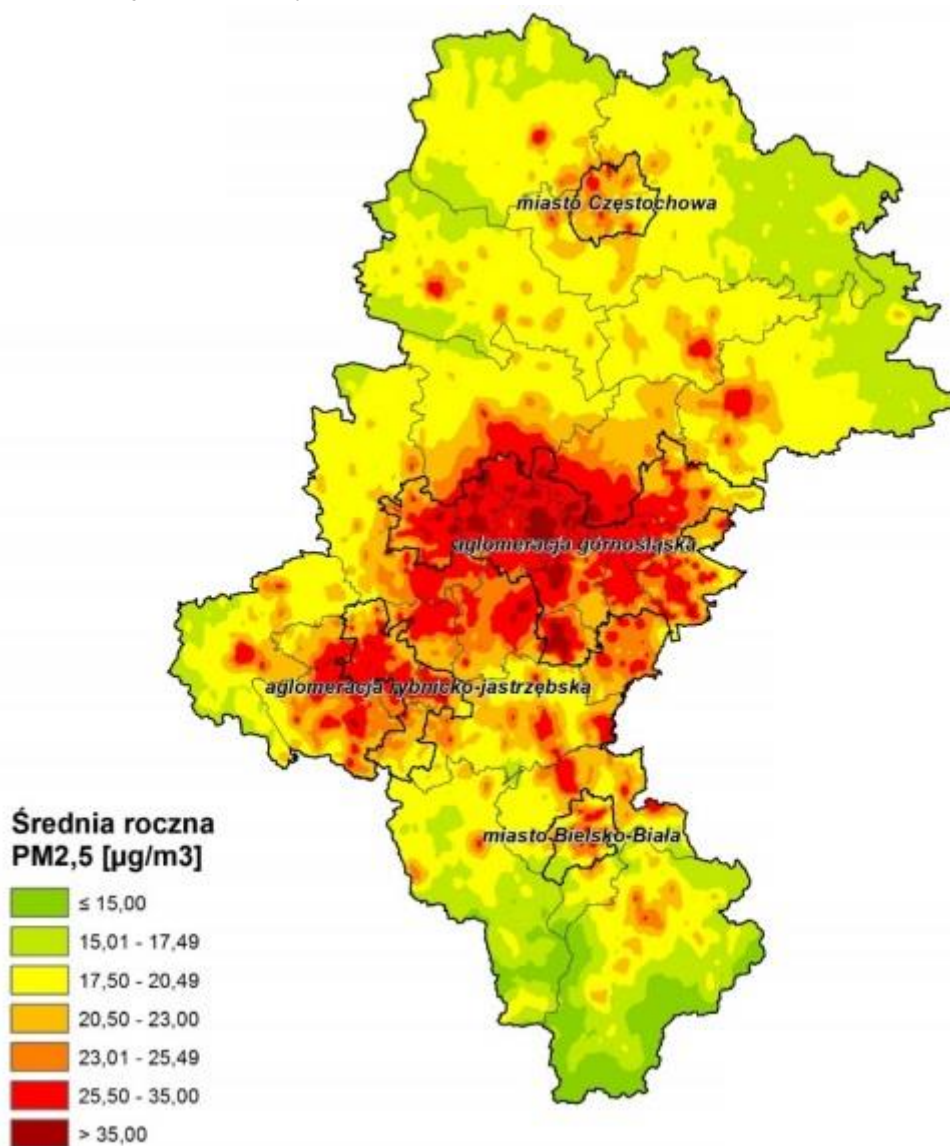 miasto Częstochowa
aglomeracja górnośląska
aglomeracja rybnicko-jastrzębska
miasto Bielsko-Biała
Średnia roczna
PM2,5 [µg/m3]
≤ 15,00
15,01 - 17,49
17,50 - 20,49
20,50 - 23,00
23,01 - 25,49
25,50 - 35,00
> 35,00